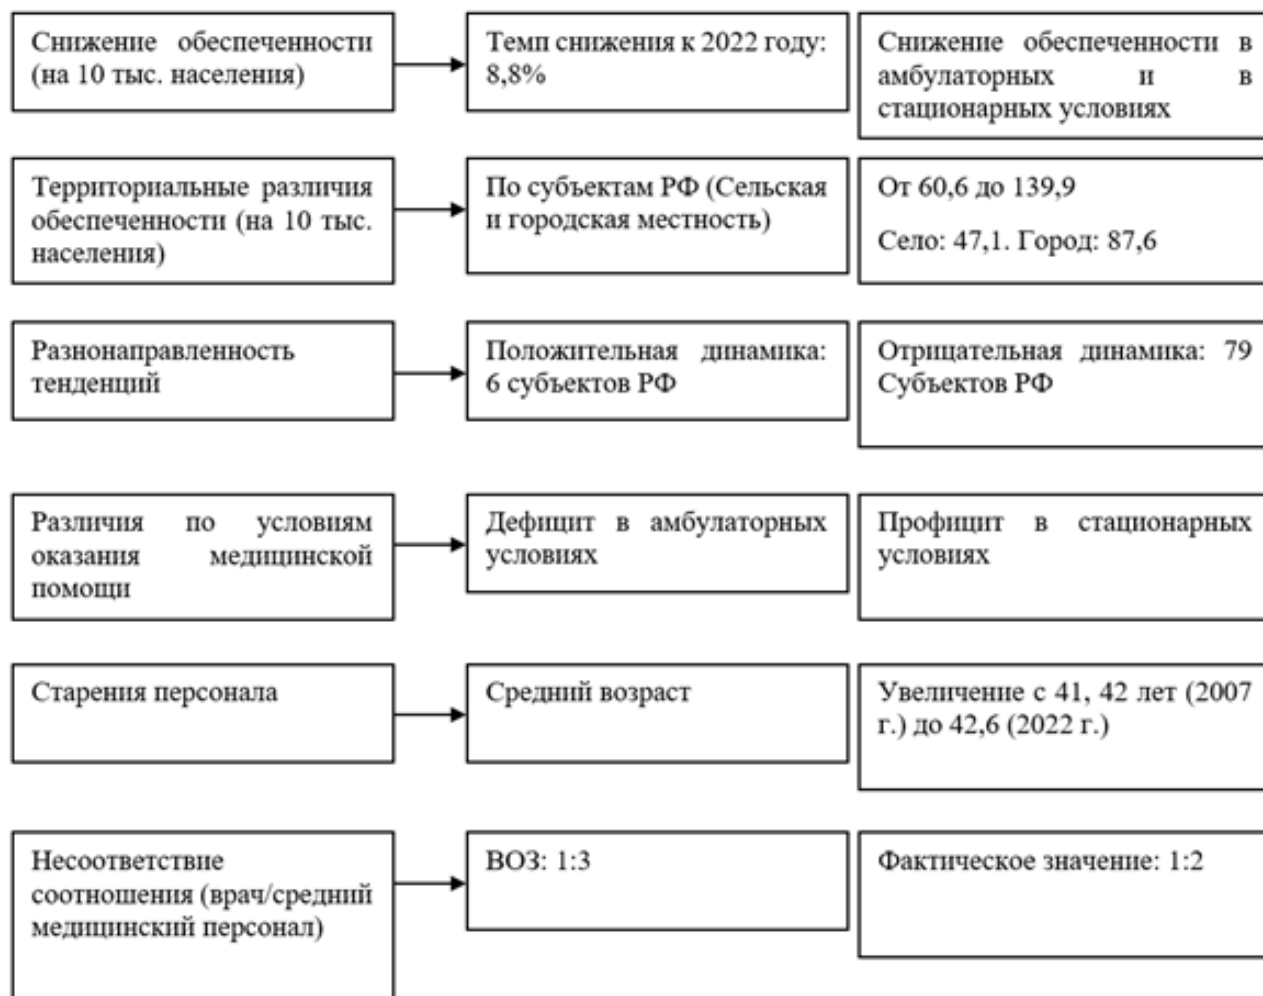 Снижение обеспеченности
(на 10 тыс. населения)
Темп снижения к 2022 году:
8,8%
Снижение обеспеченности в
амбулаторных и в
стационарных условиях
Территориальные различия
обеспеченности (на 10 тыс.
населения)
По субъектам РФ (Сельская
и городская местность)
От 60,6 до 139,9
Село: 47,1. Город: 87,6
Разнонаправленность
тенденций
Положительная динамика:
6 субъектов РФ
Отрицательная динамика: 79
Субъектов РФ
Различия по условиям
оказания медицинской
помощи
Дефицит в амбулаторных
условиях
Профицит в стационарных
условиях
Старения персонала
Средний возраст
Увеличение с 41, 42 лет (2007
г.) до 42,6 (2022 г.)
Несоответствие
соотношения (врач/средний
медицинский персонал)
ВОЗ: 1:3
Фактическое значение: 1:2